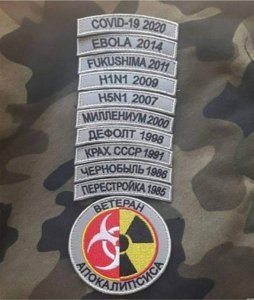 COVID-19 2020
EBOLA 2014
FUKUSHIMA 2011
H1N1 2009
H5N1 2007
МИЛЛЕНИУМ 2000
ДЕФОЛТ 1998
КРАХ СССР 1991
ЧЕРНОБЫЛЬ 1986
ПЕРЕСТРОЙКА 1985
ВЕТЕРАН
АПОКАЛИПСИСА